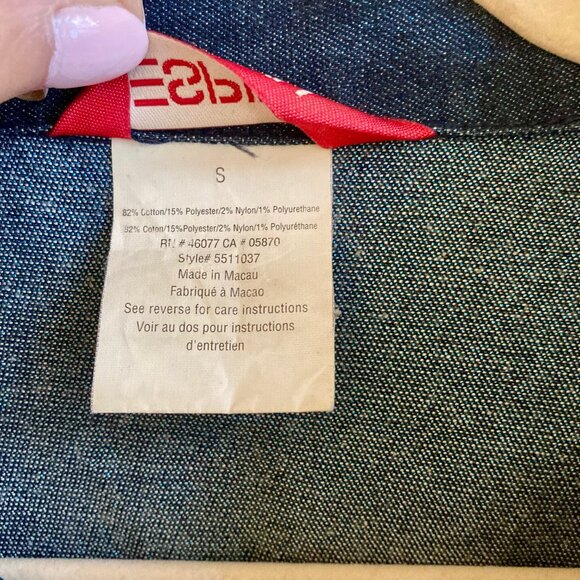 S
82% Cotton/15% Polyester/2% Nylon/1% Polyurethane
82% Coton/15%Polyester/2% Nylon/1% Polyuréthane
RN # 46077 CA # 05870
Style# 5511037
Made in Macau
Fabriqué à Macao
See reverse for care instructions
Voir au dos pour instructions
d'entretien